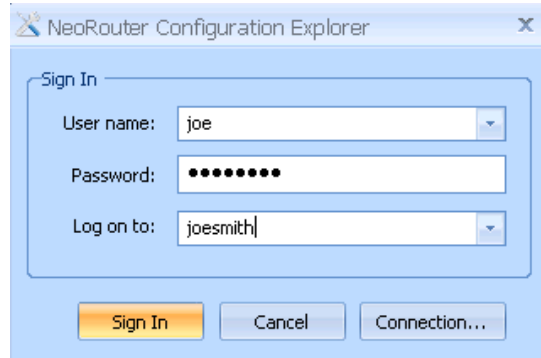 NeoRouter Configuration Explorer
Sign In
User name: joe
Password: ••••••••
Log on to: joesmith
Sign In Cancel Connection...